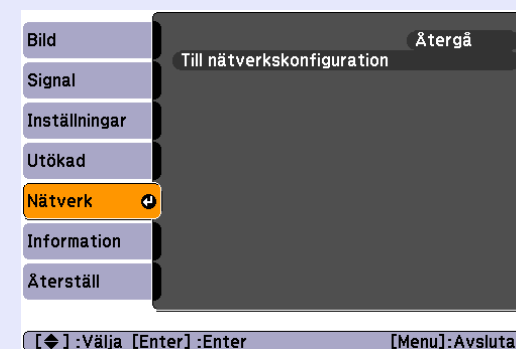 Bild
Signal
Inställningar
Utökad
Nätverk
Information
Återställ
Återgå
Till nätverkskonfiguration
[◆] :Välja [Enter] :Enter [Menu]:Avsluta